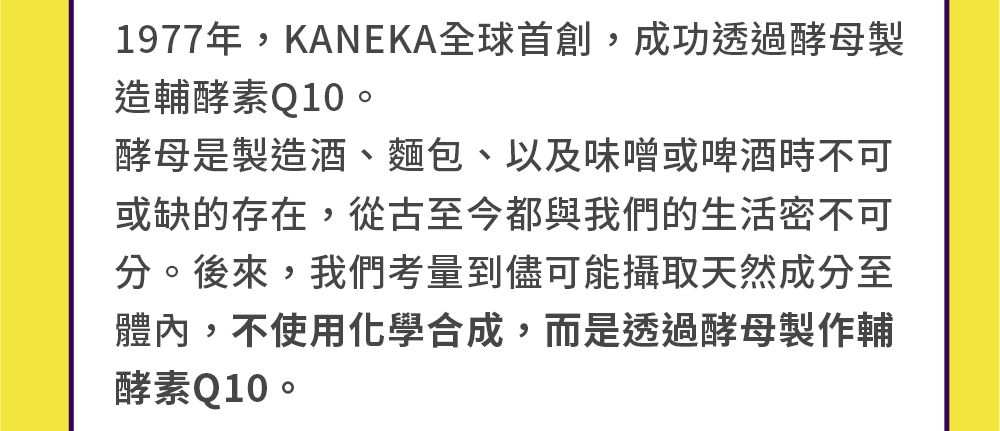 1977年，KANEKA全球首創，成功透過酵母製
造輔酵素Q10。
酵母是製造酒、麵包、以及味噌或啤酒時不可
或缺的存在，從古至今都與我們的生活密不可
分。後來，我們考量到儘可能攝取天然成分至
體內，不使用化學合成，而是透過酵母製作輔
酵素Q10。